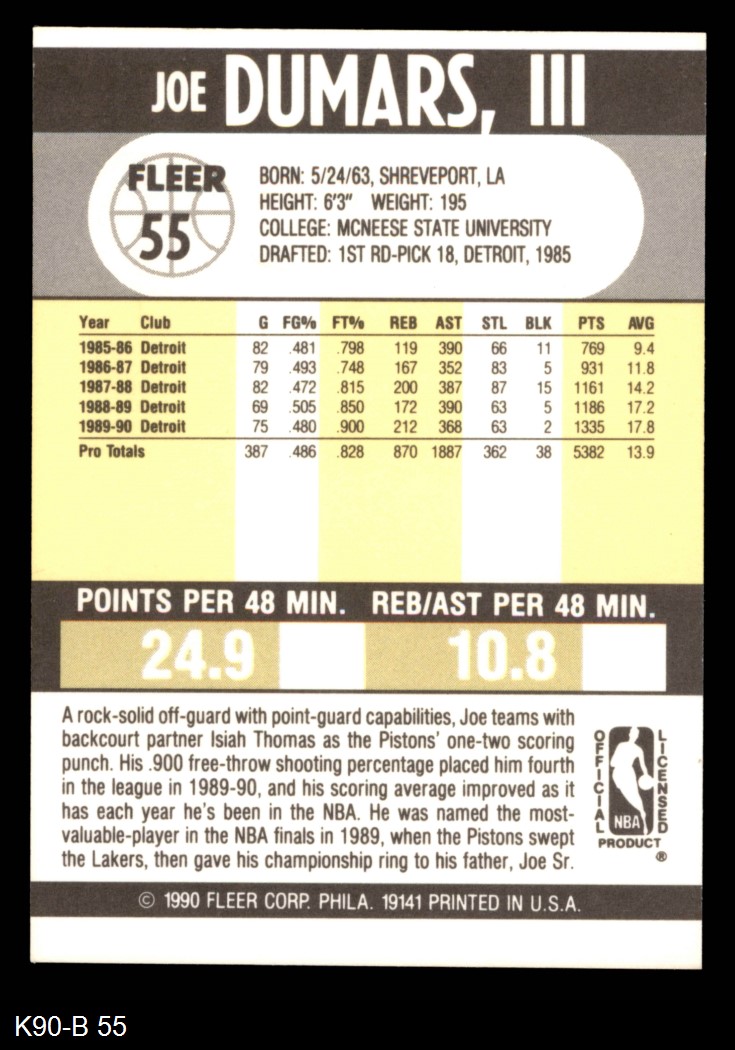 JOE DUMARS, III
FLEER
55
BORN: 5/24/63, SHREVEPORT, LA
HEIGHT: 6'3" WEIGHT: 195
COLLEGE: MCNEESE STATE UNIVERSITY
DRAFTED: 1ST RD-PICK 18, DETROIT, 1985
Year Club G FG% FT% REB AST STL BLK PTS AVG
1985-86 Detroit 82 .481 .798 119 390 66 11 769 9.4
1986-87 Detroit 79 .493 .748 167 352 83 5 931 11.8
1987-88 Detroit 82 .472 .815 200 387 87 15 1161 14.2
1988-89 Detroit 69 .505 .850 172 390 63 5 1186 17.2
1989-90 Detroit 75 .480 .900 212 368 63 2 1335 17.8
Pro Totals 387 .486 .828 870 1887 362 38 5382 13.9
POINTS PER 48 MIN. REB/AST PER 48 MIN.
24.9 10.8
A rock-solid off-guard with point-guard capabilities, Joe teams with
backcourt partner Isiah Thomas as the Pistons' one-two scoring
punch. His .900 free-throw shooting percentage placed him fourth
in the league in 1989-90, and his scoring average improved as it
has each year he's been in the NBA. He was named the most-
valuable-player in the NBA finals in 1989, when the Pistons swept
the Lakers, then gave his championship ring to his father, Joe Sr.
OFFICIAL
LICENSED
NBA
PRODUCT
®
© 1990 FLEER CORP. PHILA. 19141 PRINTED IN U.S.A.
K90-B 55